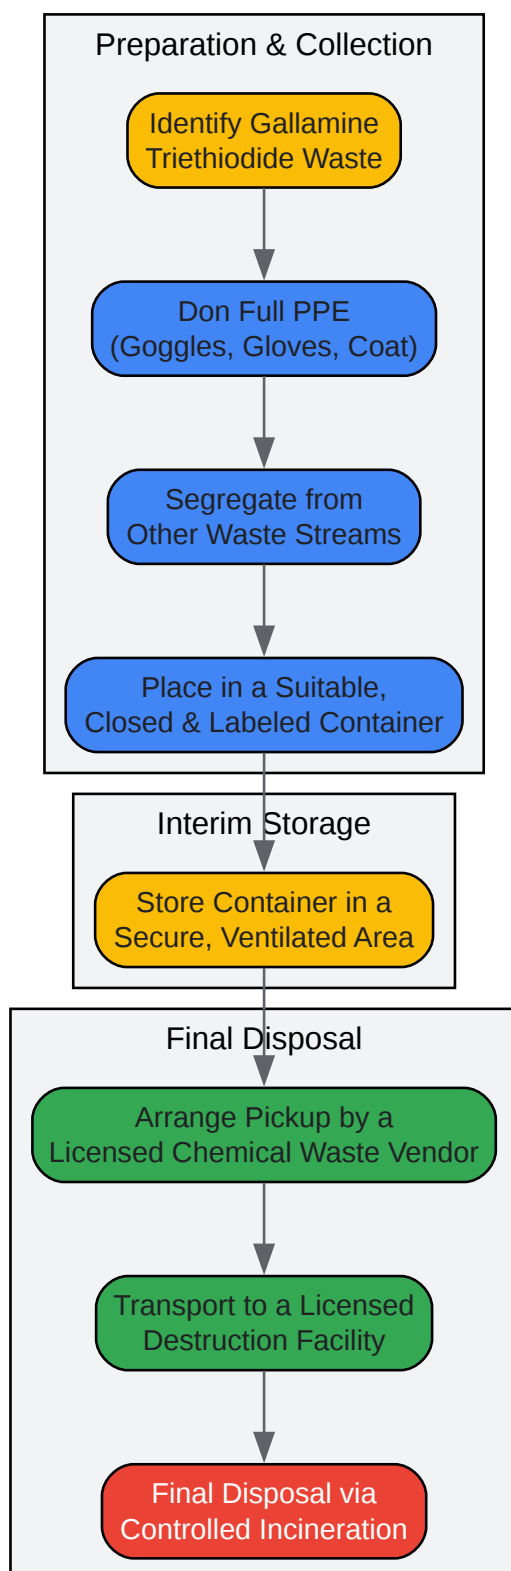 Preparation & Collection
Identify Gallamine
Triethiodide Waste
Don Full PPE
(Goggles, Gloves, Coat)
Segregate from
Other Waste Streams
Place in a Suitable,
Closed & Labeled Container
Interim Storage
Store Container in a
Secure, Ventilated Area
Final Disposal
Arrange Pickup by a
Licensed Chemical Waste Vendor
Transport to a Licensed
Destruction Facility
Final Disposal via
Controlled Incineration